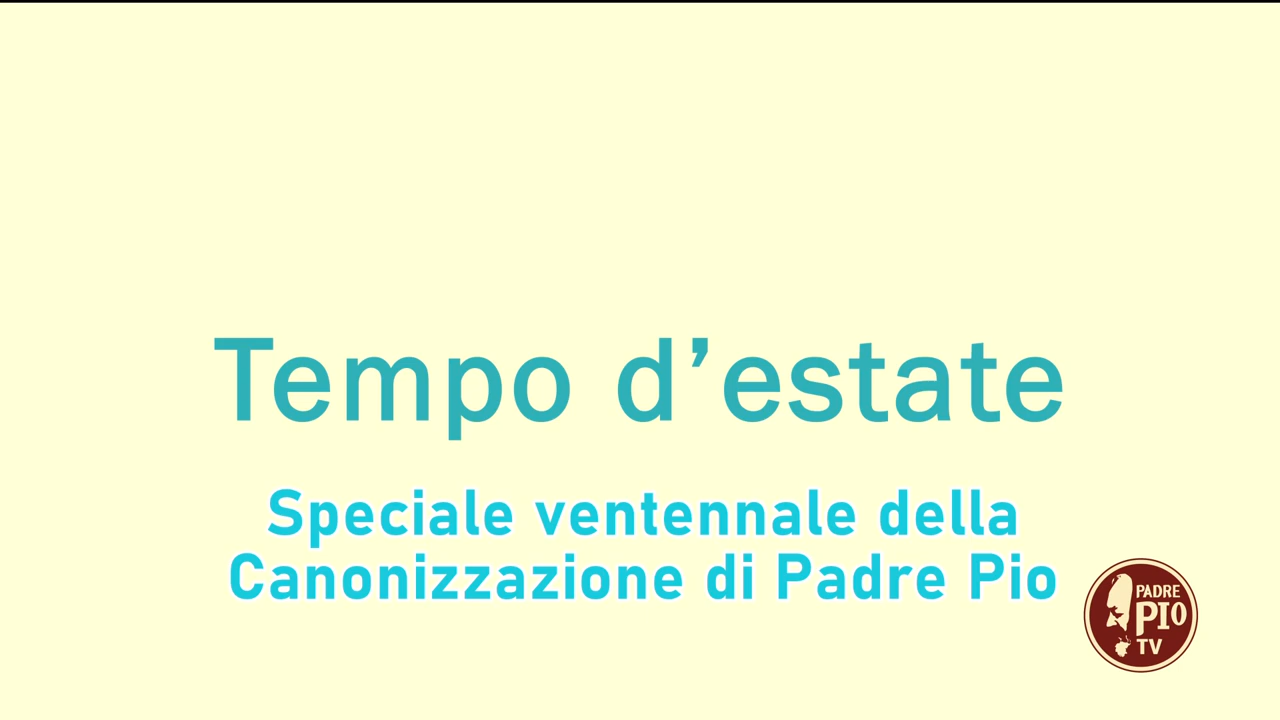 Tempo d’estate
Speciale ventennale della
Canonizzazione di Padre Pio
PADRE
PIO
TV